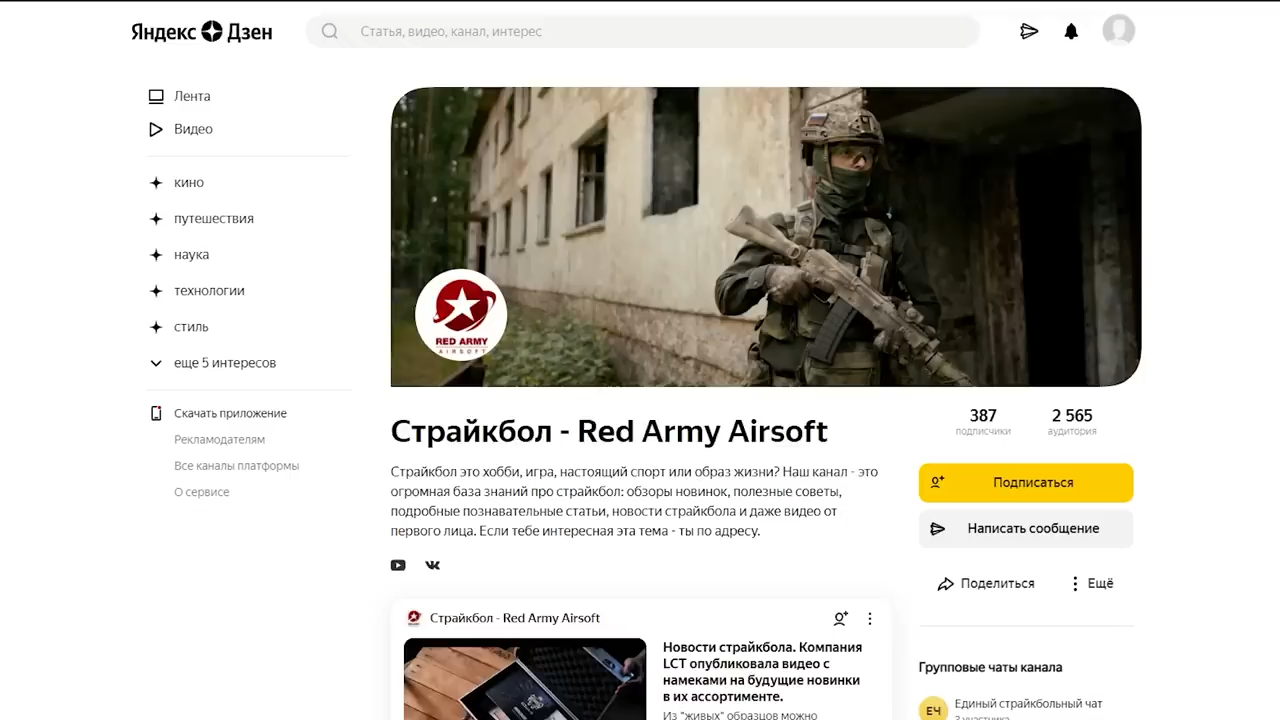 Яндекс Дзен
Статья, видео, канал, интерес
Лента
Видео
кино
путешествия
наука
технологии
стиль
еще 5 интересов
Скачать приложение
Рекламодателям
Все каналы платформы
О сервисе
RED ARMY
AIRSOFT
Страйкбол - Red Army Airsoft
Страйкбол это хобби, игра, настоящий спорт или образ жизни? Наш канал - это
огромная база знаний про страйкбол: обзоры новинок, полезные советы,
подробные познавательные статьи, новости страйкбола и даже видео от
первого лица. Если тебе интересная эта тема - ты по адресу.
387
подписчики
2 565
аудитория
Подписаться
Написать сообщение
Поделиться
Ещё
Страйкбол - Red Army Airsoft
Новости страйкбола. Компания
LCT опубликовала видео с
намеками на будущие новинки
в их ассортименте.
Из "живых" образцов можно
Групповые чаты канала
ЕЧ
Единый страйкбольный чат
3 участника